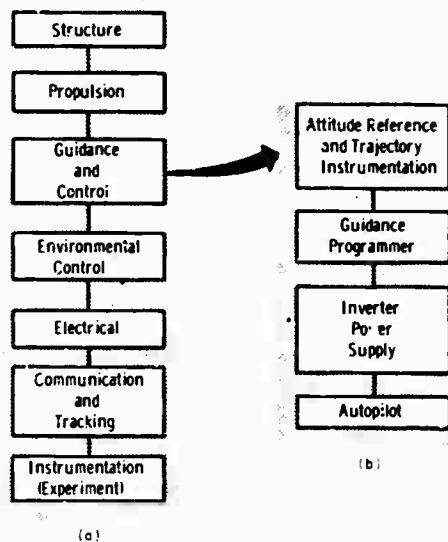 Structure
Propulsion
Guidance
and
Control
Environmental
Control
Electrical
Communication
and
Tracking
Instrumentation
(Experiment)
(a)
Attitude Reference
and Trajectory
Instrumentation
Guidance
Programmer
Inverter
Supply
Autopilot
(b)